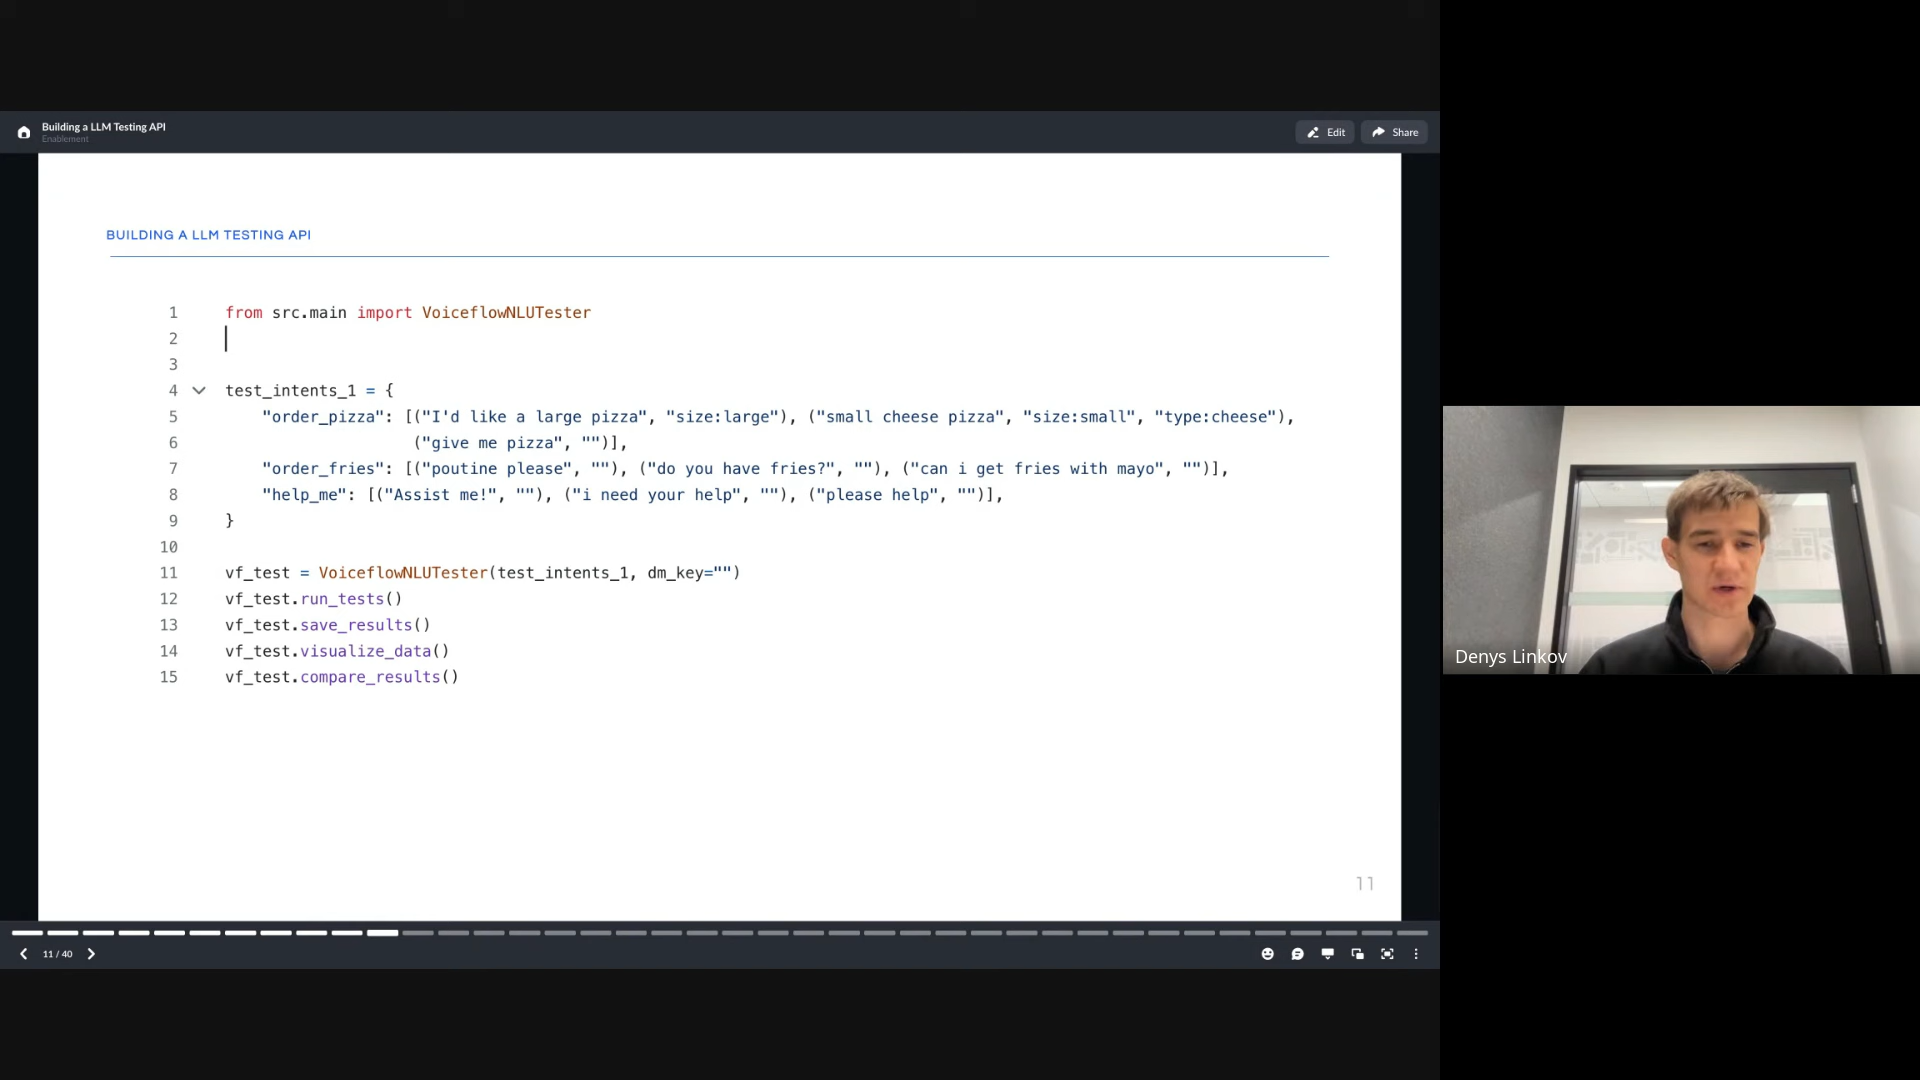 Building a LLM Testing API
Enablement
Edit
Share
BUILDING A LLM TESTING API
1 from src.main import VoiceflowNLUTester
2
3
4 test_intents_1 = {
5 "order_pizza": [("I'd like a large pizza", "size:large"), ("small cheese pizza", "size:small", "type:cheese"),
6 ("give me pizza", "")],
7 "order_fries": [("poutine please", ""), ("do you have fries?", ""), ("can i get fries with mayo", "")],
8 "help_me": [("Assist me!", ""), ("i need your help", ""), ("please help", "")],
9 }
10
11 vf_test = VoiceflowNLUTester(test_intents_1, dm_key="")
12 vf_test.run_tests()
13 vf_test.save_results()
14 vf_test.visualize_data()
15 vf_test.compare_results()
11
11 / 40
Denys Linkov